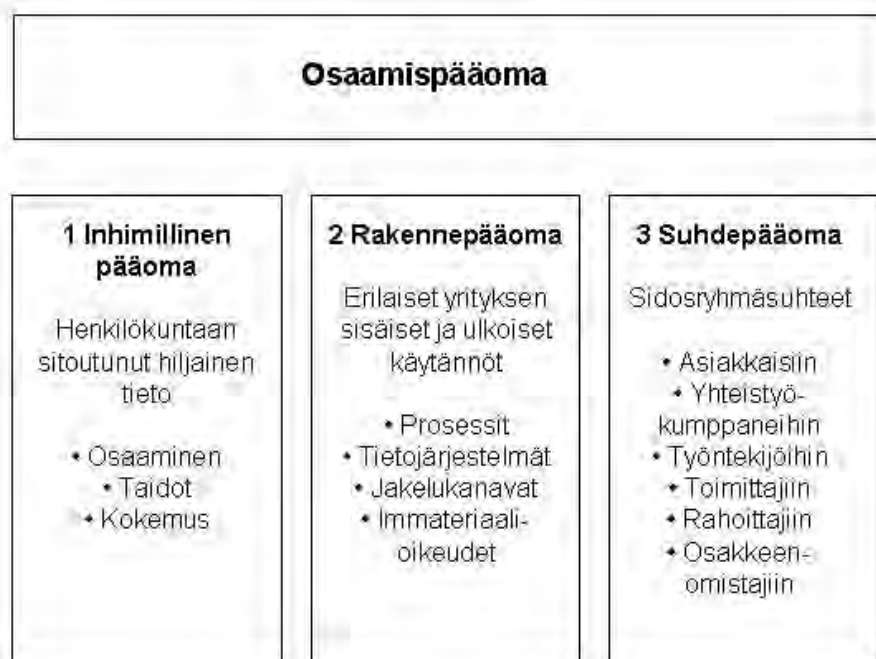 Osaamispääoma
1 Inhimillinen
pääoma
Henkilökuntaan
sitoutunut hiljainen
tieto
• Osaaminen
• Taidot
• Kokemus
2 Rakennepääoma
Erilaiset yrityksen
sisäiset ja ulkoiset
käytännöt
• Prosessit
• Tietojärjestelmät
• Jakelukanavat
• Immateriaali-
oikeudet
3 Suhdepääoma
Sidosryhmäsuhteet
• Asiakkaisiin
• Yhteistyö-
kumppaneihin
• Työntekijöihin
• Toimittajiin
• Rahoittajiin
• Osakkeen-
omistajiin